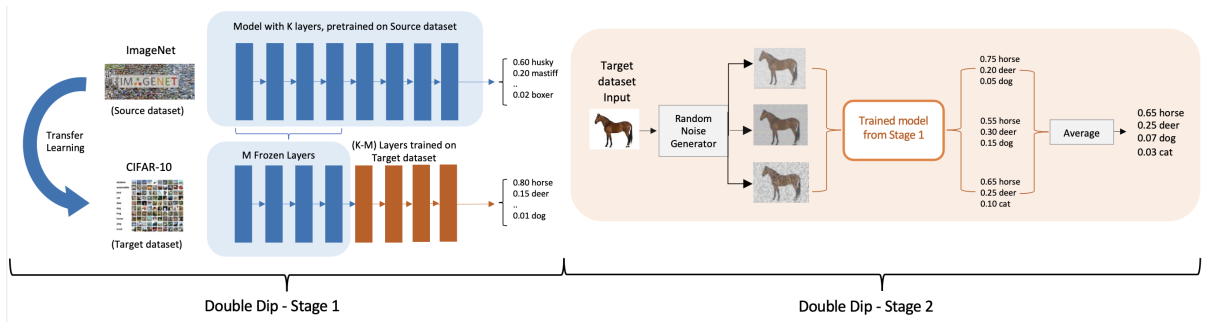 Model with K layers, pretrained on Source dataset
ImageNet
IMAGENET
(Source dataset)
0.60 husky
0.20 mastiff
..
0.02 boxer
Transfer
Learning
M Frozen Layers
(K-M) Layers trained on
Target dataset
CIFAR-10
(Target dataset)
0.80 horse
0.15 deer
..
0.01 dog
Double Dip - Stage 1
Target
dataset
Input
Random
Noise
Generator
Trained model
from Stage 1
0.75 horse
0.20 deer
0.05 dog
0.55 horse
0.30 deer
0.15 dog
0.65 horse
0.25 deer
0.10 cat
Average
0.65 horse
0.25 deer
0.07 dog
0.03 cat
Double Dip - Stage 2